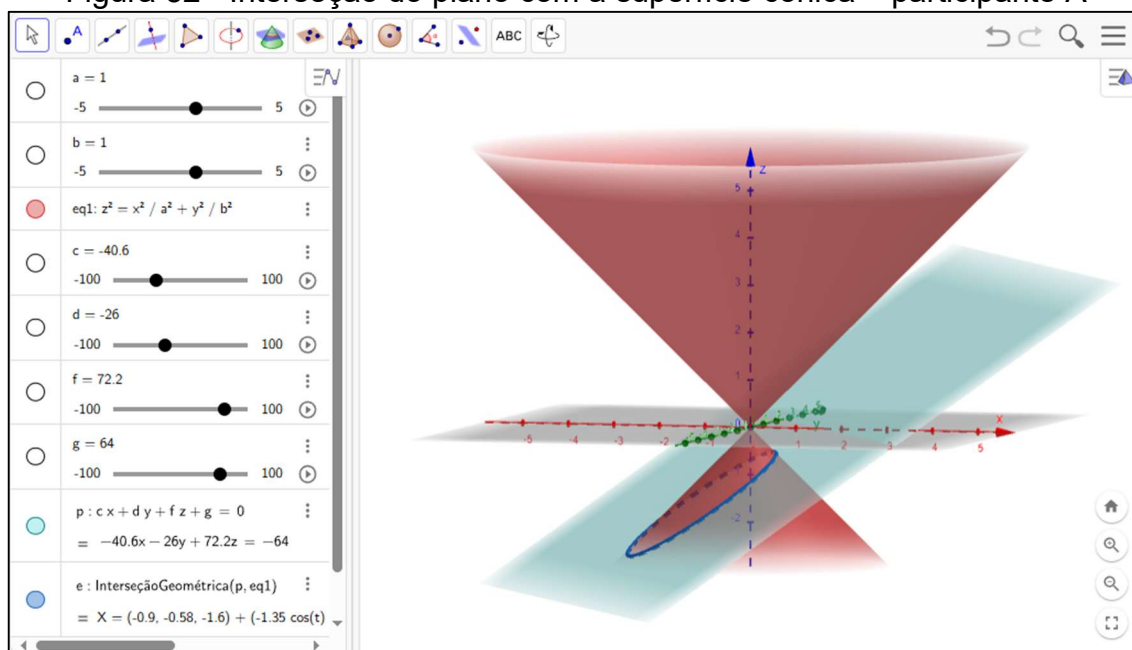 Figura 32 - Interseção do plano com a superfície cônica – participante A
ABC
a = 1
-5 5
b = 1
-5 5
eq1: z² = x² / a² + y² / b²
c = -40.6
-100 100
d = -26
-100 100
f = 72.2
-100 100
g = 64
-100 100
p : c x + d y + f z + g = 0
= −40.6x − 26y + 72.2z = −64
e : InterseçãoGeométrica(p, eq1)
= X = (-0.9, -0.58, -1.6) + (-1.35 cos(t)
z
5
4
3
2
1
0
-2
x
y
-5 -4 -3 -2 -1 1 2 3 4 5